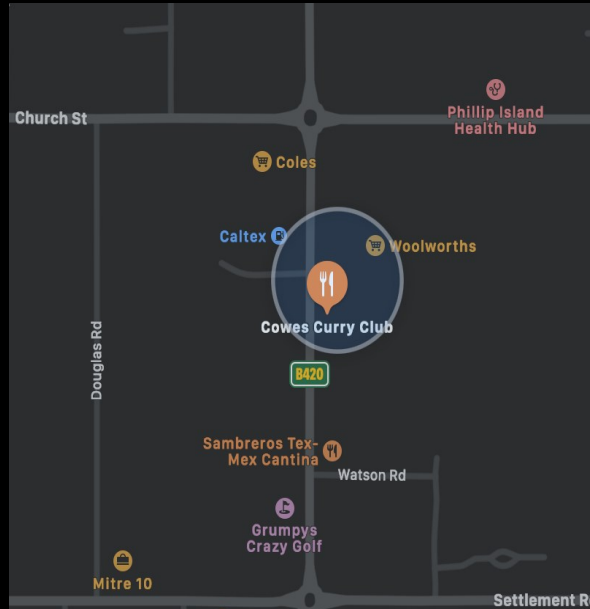 Church St
Phillip Island
Health Hub
Coles
Caltex
Woolworths
Cowes Curry Club
Douglas Rd
B420
Sambreros Tex-
Mex Cantina
Watson Rd
Grumpys
Crazy Golf
Mitre 10
Settlement R